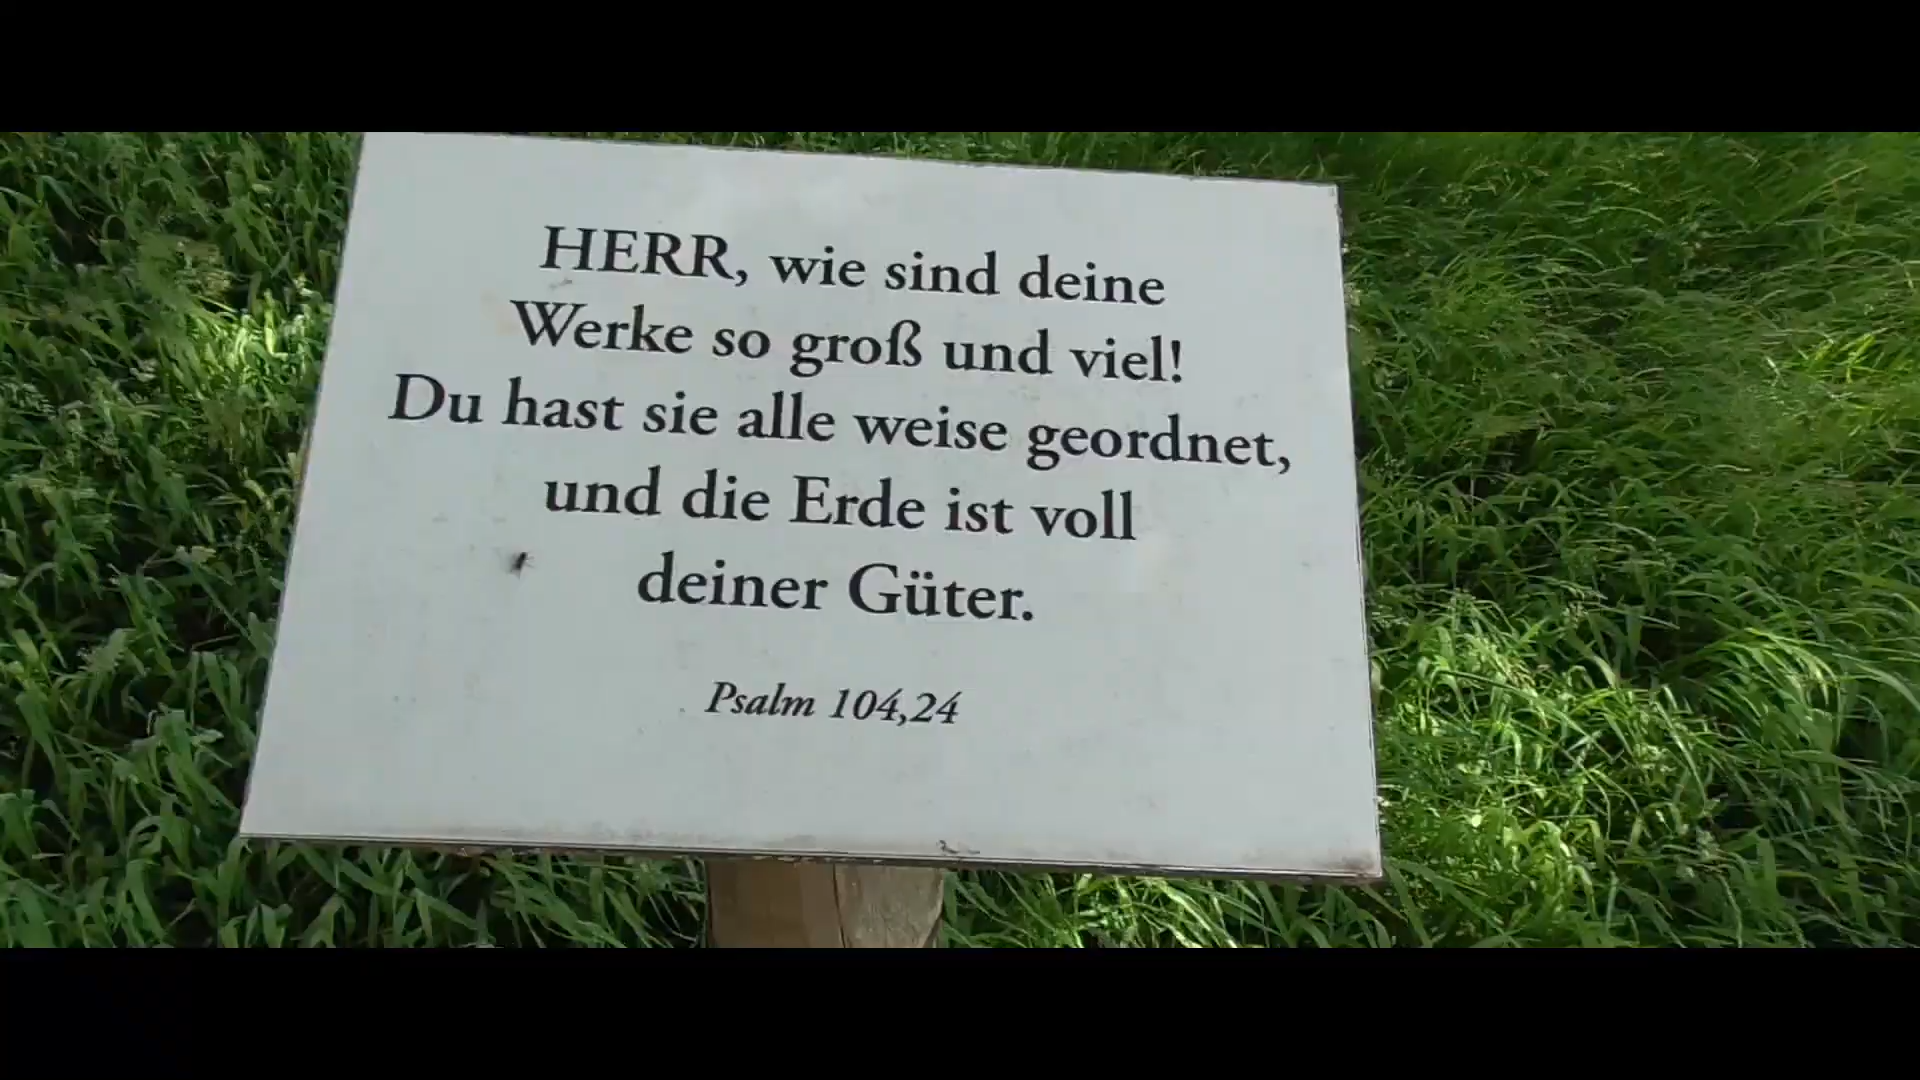 HERR, wie sind deine
Werke so groß und viel!
Du hast sie alle weise geordnet,
und die Erde ist voll
deiner Güter.
Psalm 104,24